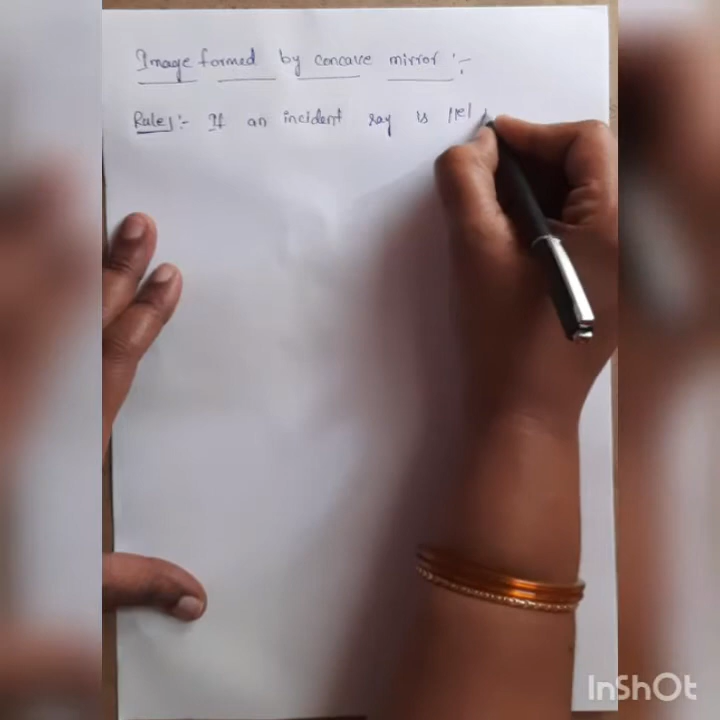 Image formed by concave mirror :-
Rules :- If an incident ray is ||el
InShOt